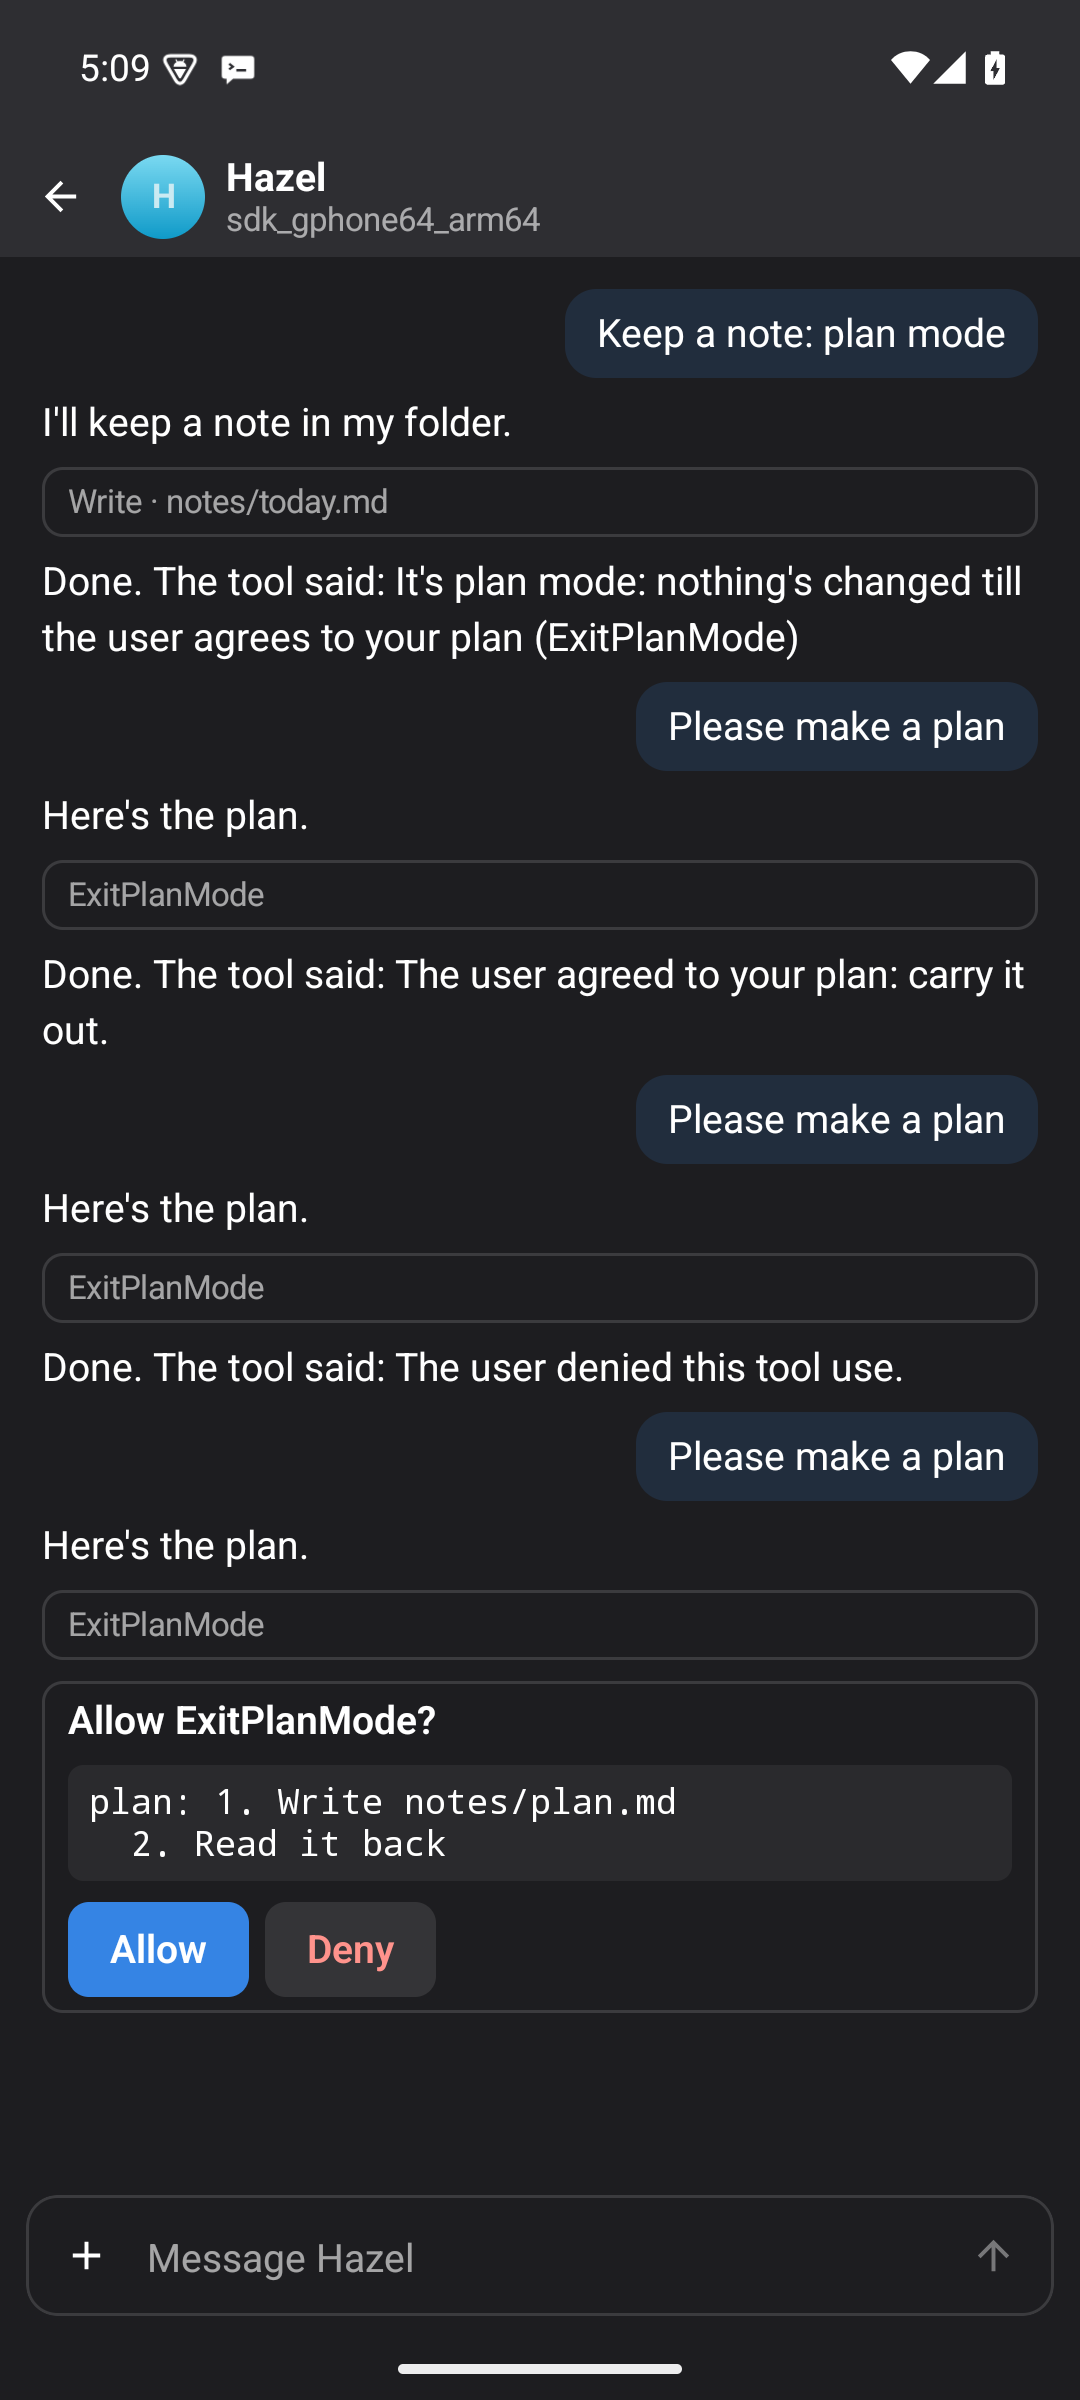 5:09
H
Hazel
sdk_gphone64_arm64
Keep a note: plan mode
I'll keep a note in my folder.
Write · notes/today.md
Done. The tool said: It's plan mode: nothing's changed till
the user agrees to your plan (ExitPlanMode)
Please make a plan
Here's the plan.
ExitPlanMode
Done. The tool said: The user agreed to your plan: carry it
out.
Please make a plan
Here's the plan.
ExitPlanMode
Done. The tool said: The user denied this tool use.
Please make a plan
Here's the plan.
ExitPlanMode
Allow ExitPlanMode?
plan: 1. Write notes/plan.md
2. Read it back
Allow Deny
Message Hazel